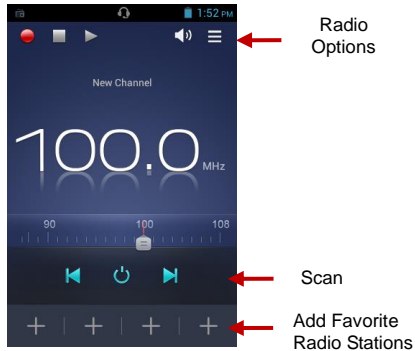 1:52 PM
Radio
Options
New Channel
100.0 MHz
90 100 108
Scan
Add Favorite
Radio Stations